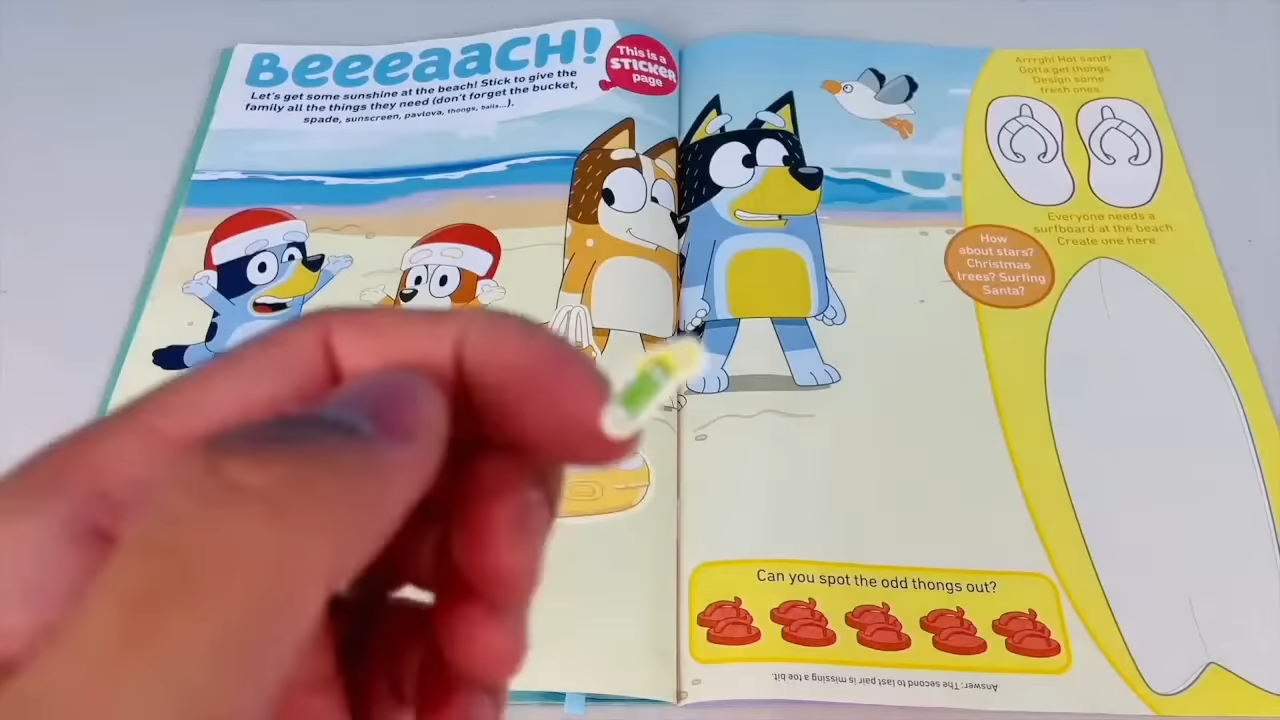 Beeeaach!
This is a
STICKER
page
Let's get some sunshine at the beach! Stick to give the
family all the things they need (don't forget the bucket,
spade, sunscreen, pavlova, thongs, balls...).
Arrrgh! Hot sand?
Gotta get thongs.
Design some
fresh ones.
Everyone needs a
surfboard at the beach.
Create one here.
How
about stars?
Christmas
trees? Surfing
Santa?
Can you spot the odd thongs out?
Answer: The second to last pair is missing a toe bit.